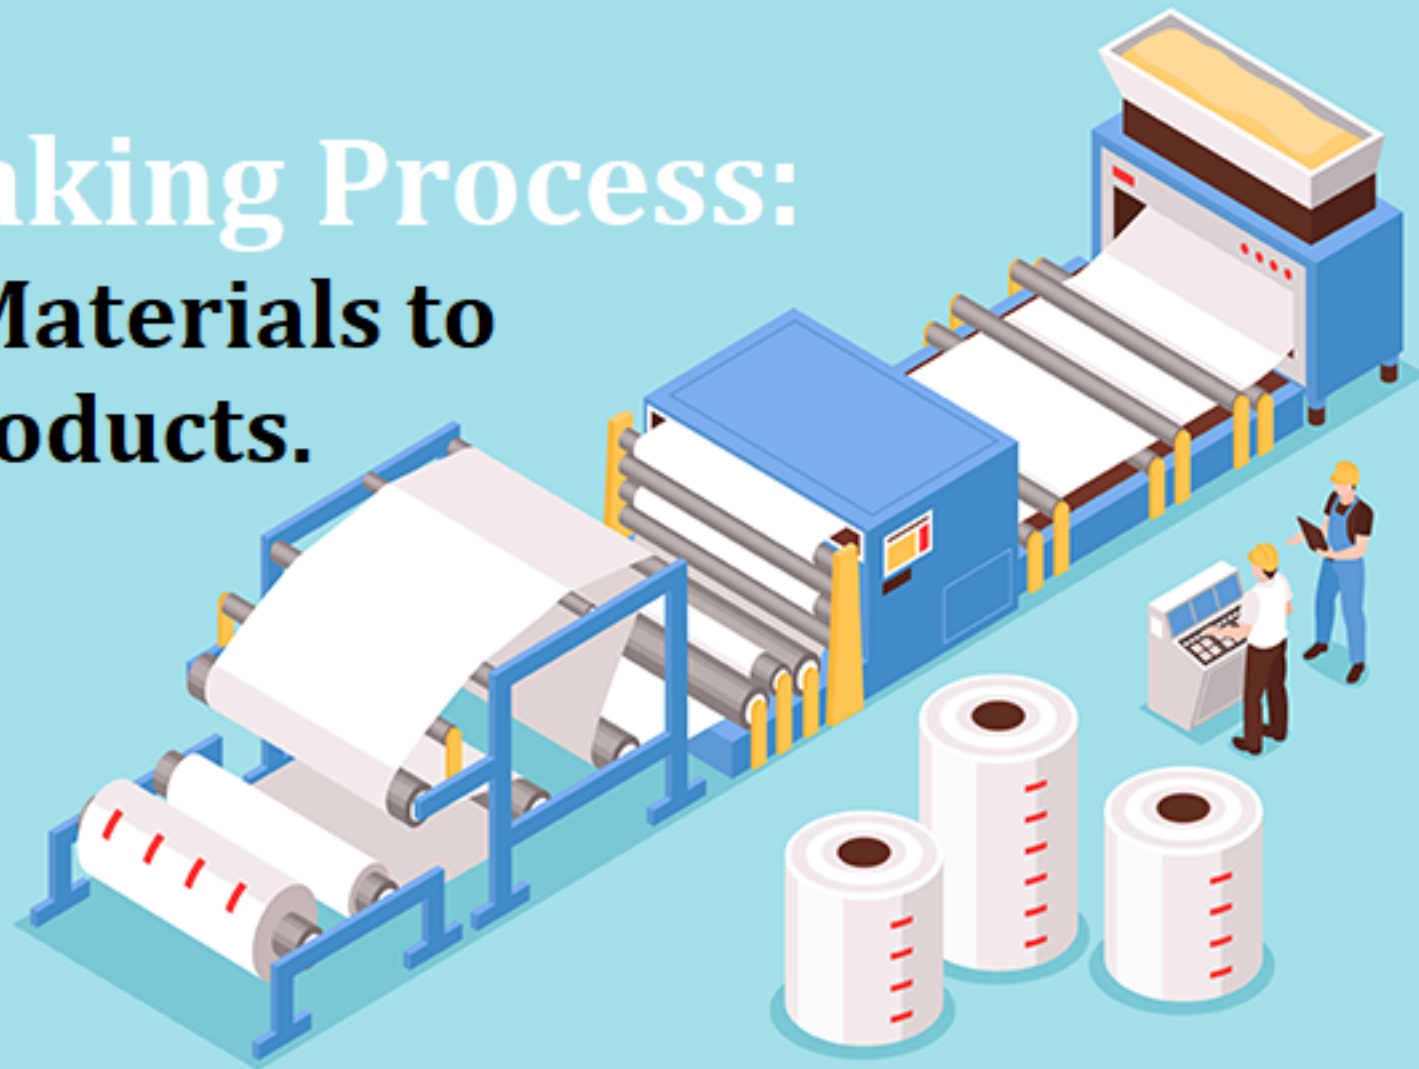 aking Process:
Materials to
oducts.